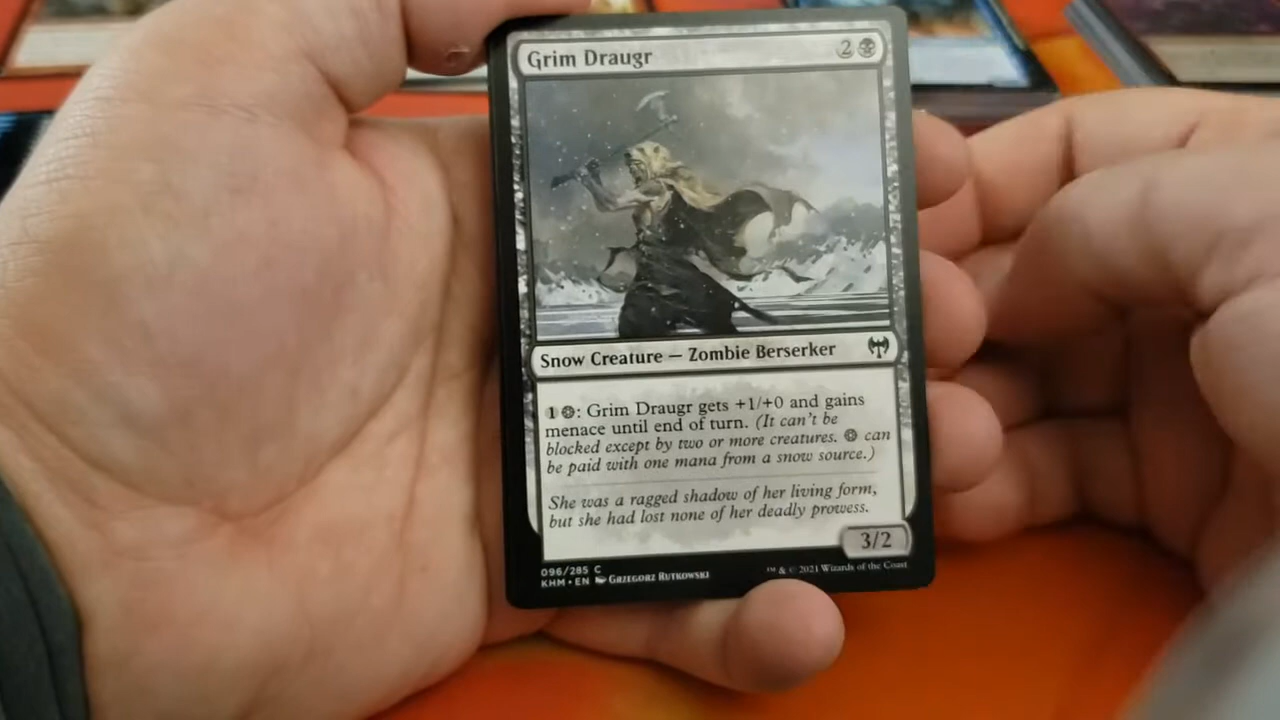 Grim Draugr 2
Snow Creature — Zombie Berserker
1 : Grim Draugr gets +1/+0 and gains
menace until end of turn. (It can't be
blocked except by two or more creatures. can
be paid with one mana from a snow source.)
She was a ragged shadow of her living form,
but she had lost none of her deadly prowess.
3/2
096/285 C
KHM • EN Grzegorz Rutkowski ™ & © 2021 Wizards of the Coast